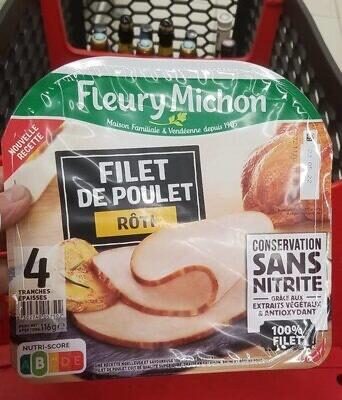 Fleury Michon
Maison Familiale & Vendéenne depuis 1905
NOUVELLE
RECETTE
FILET
DE POULET
RÔTI
4
TRANCHES
ÉPAISSES
116g
CONSERVATION
SANS
NITRITE
GRÂCE AUX
EXTRAITS VÉGÉTAUX
& ANTIOXYDANT
100%
FILET
NUTRI-SCORE
A B C D E